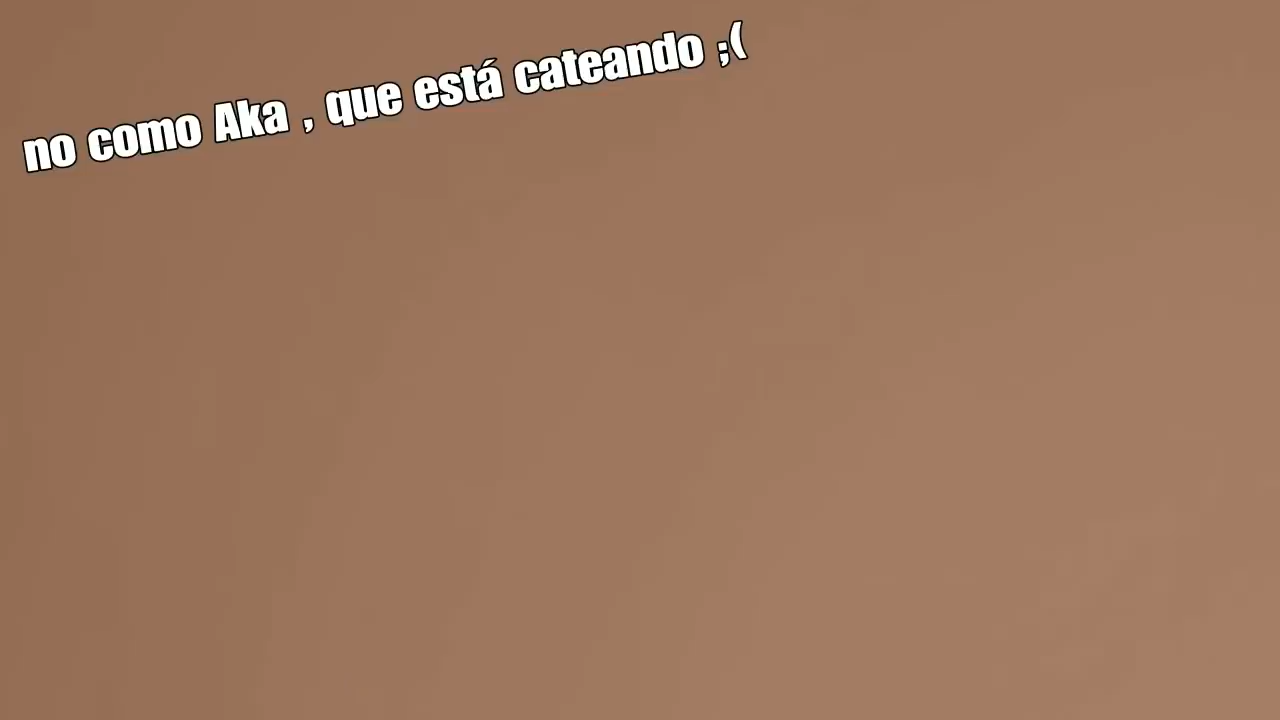 no como Aka , que está cateando ;(